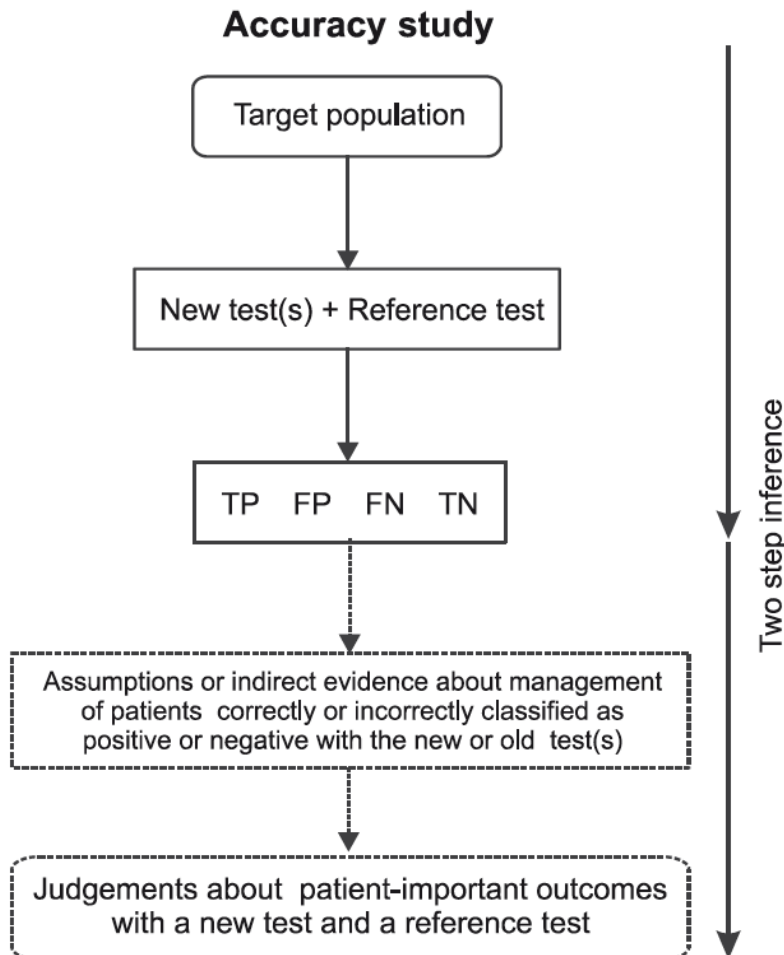 Accuracy study
Target population
New test(s) + Reference test
TP FP FN TN
Assumptions or indirect evidence about management
of patients correctly or incorrectly classified as
positive or negative with the new or old test(s)
Judgements about patient-important outcomes
with a new test and a reference test
Two step inference